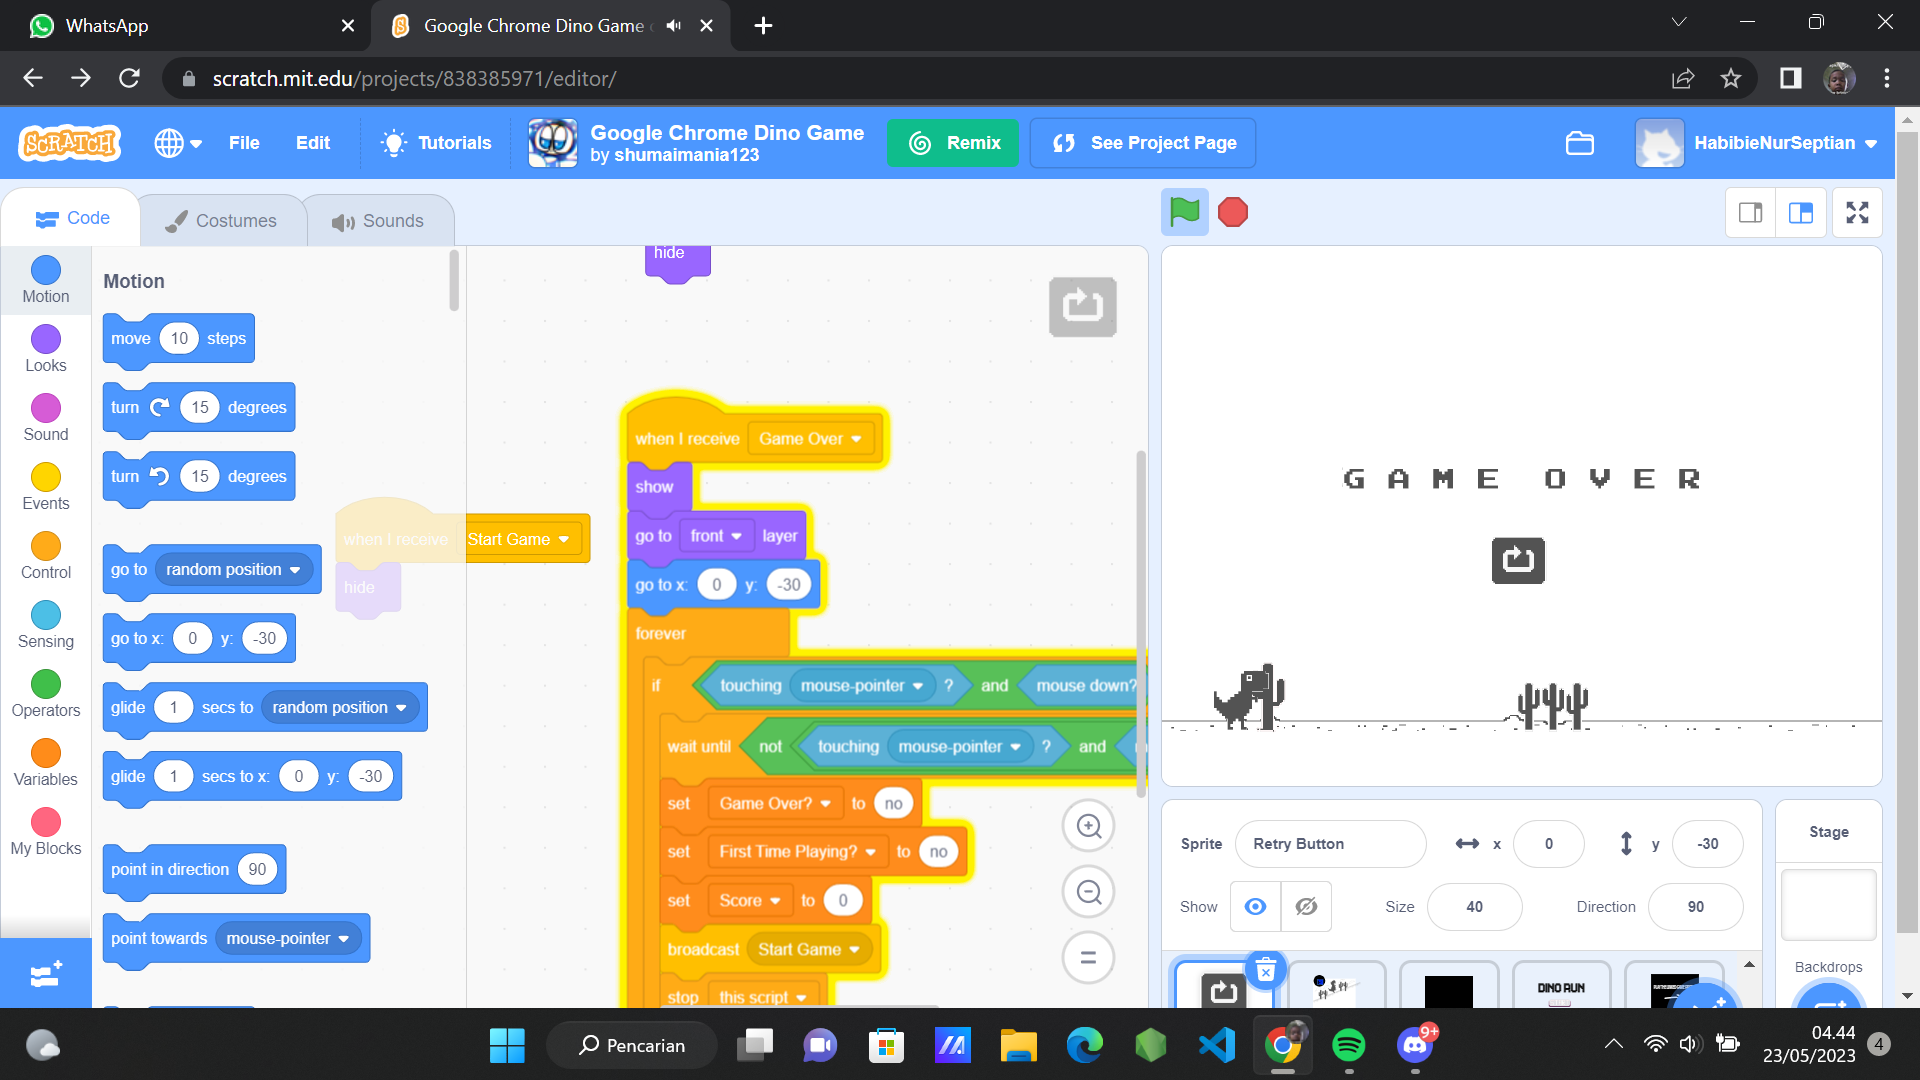 WhatsApp
Google Chrome Dino Game
scratch.mit.edu/projects/838385971/editor/
SCRATCH
File
Edit
Tutorials
Google Chrome Dino Game
by shumaimania123
Remix
See Project Page
HabibieNurSeptian
Code
Costumes
Sounds
Motion
Looks
Sound
Events
Control
Sensing
Operators
Variables
My Blocks
Motion
move 10 steps
turn 15 degrees
turn 15 degrees
go to random position
go to x: 0 y: -30
glide 1 secs to random position
glide 1 secs to x: 0 y: -30
point in direction 90
point towards mouse-pointer
when I receive Start Game
hide
hide
when I receive Game Over
show
go to front layer
go to x: 0 y: -30
forever
if touching mouse-pointer ? and mouse down?
wait until not touching mouse-pointer ? and
set Game Over? to no
set First Time Playing? to no
set Score to 0
broadcast Start Game
stop this script
GAME OVER
Sprite Retry Button x 0 y -30
Show Size 40 Direction 90
DINO RUN
Stage
Backdrops
Pencarian
9+
04.44
23/05/2023
4